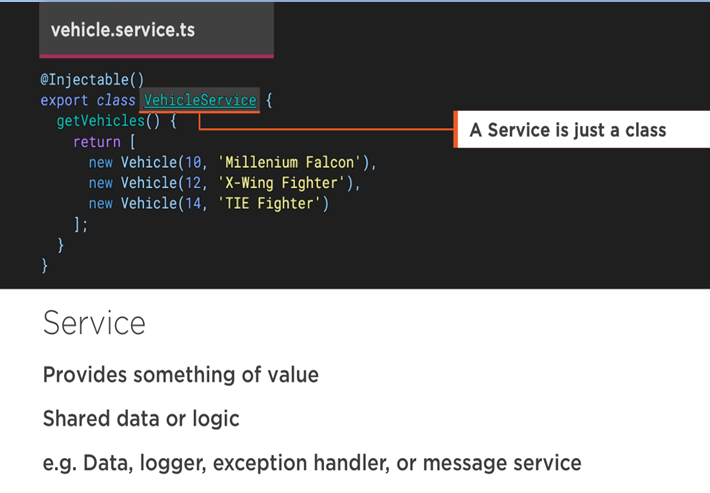 vehicle.service.ts
@Injectable()
export class VehicleService {
getVehicles() {
A Service is just a class
return [
new Vehicle(10, 'Millenium Falcon'),
new Vehicle(12, 'X-Wing Fighter'),
new Vehicle(14, 'TIE Fighter')
];
}
}
Service
Provides something of value
Shared data or logic
e.g. Data, logger, exception handler, or message service